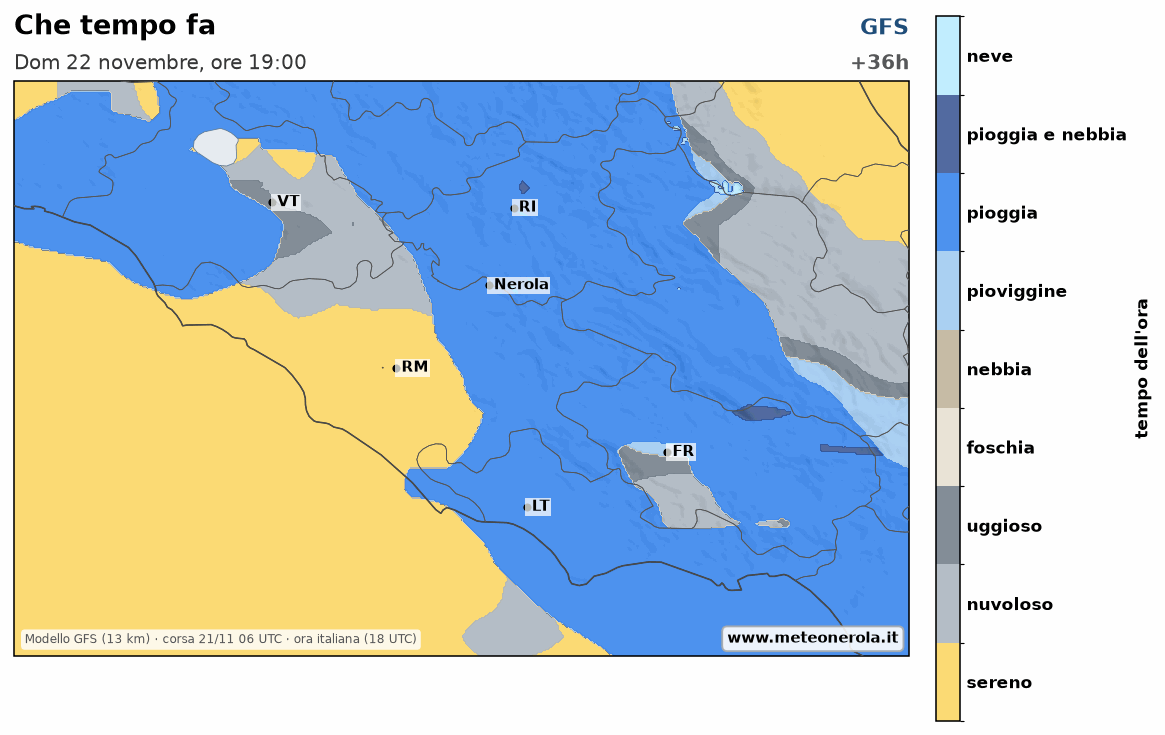 Che tempo fa
GFS
Dom 22 novembre, ore 19:00
+36h
VT
RI
Nerola
RM
FR
LT
Modello GFS (13 km) · corsa 21/11 06 UTC · ora italiana (18 UTC)
www.meteonerola.it
neve
pioggia e nebbia
pioggia
pioviggine
nebbia
foschia
uggioso
nuvoloso
sereno
tempo dell'ora